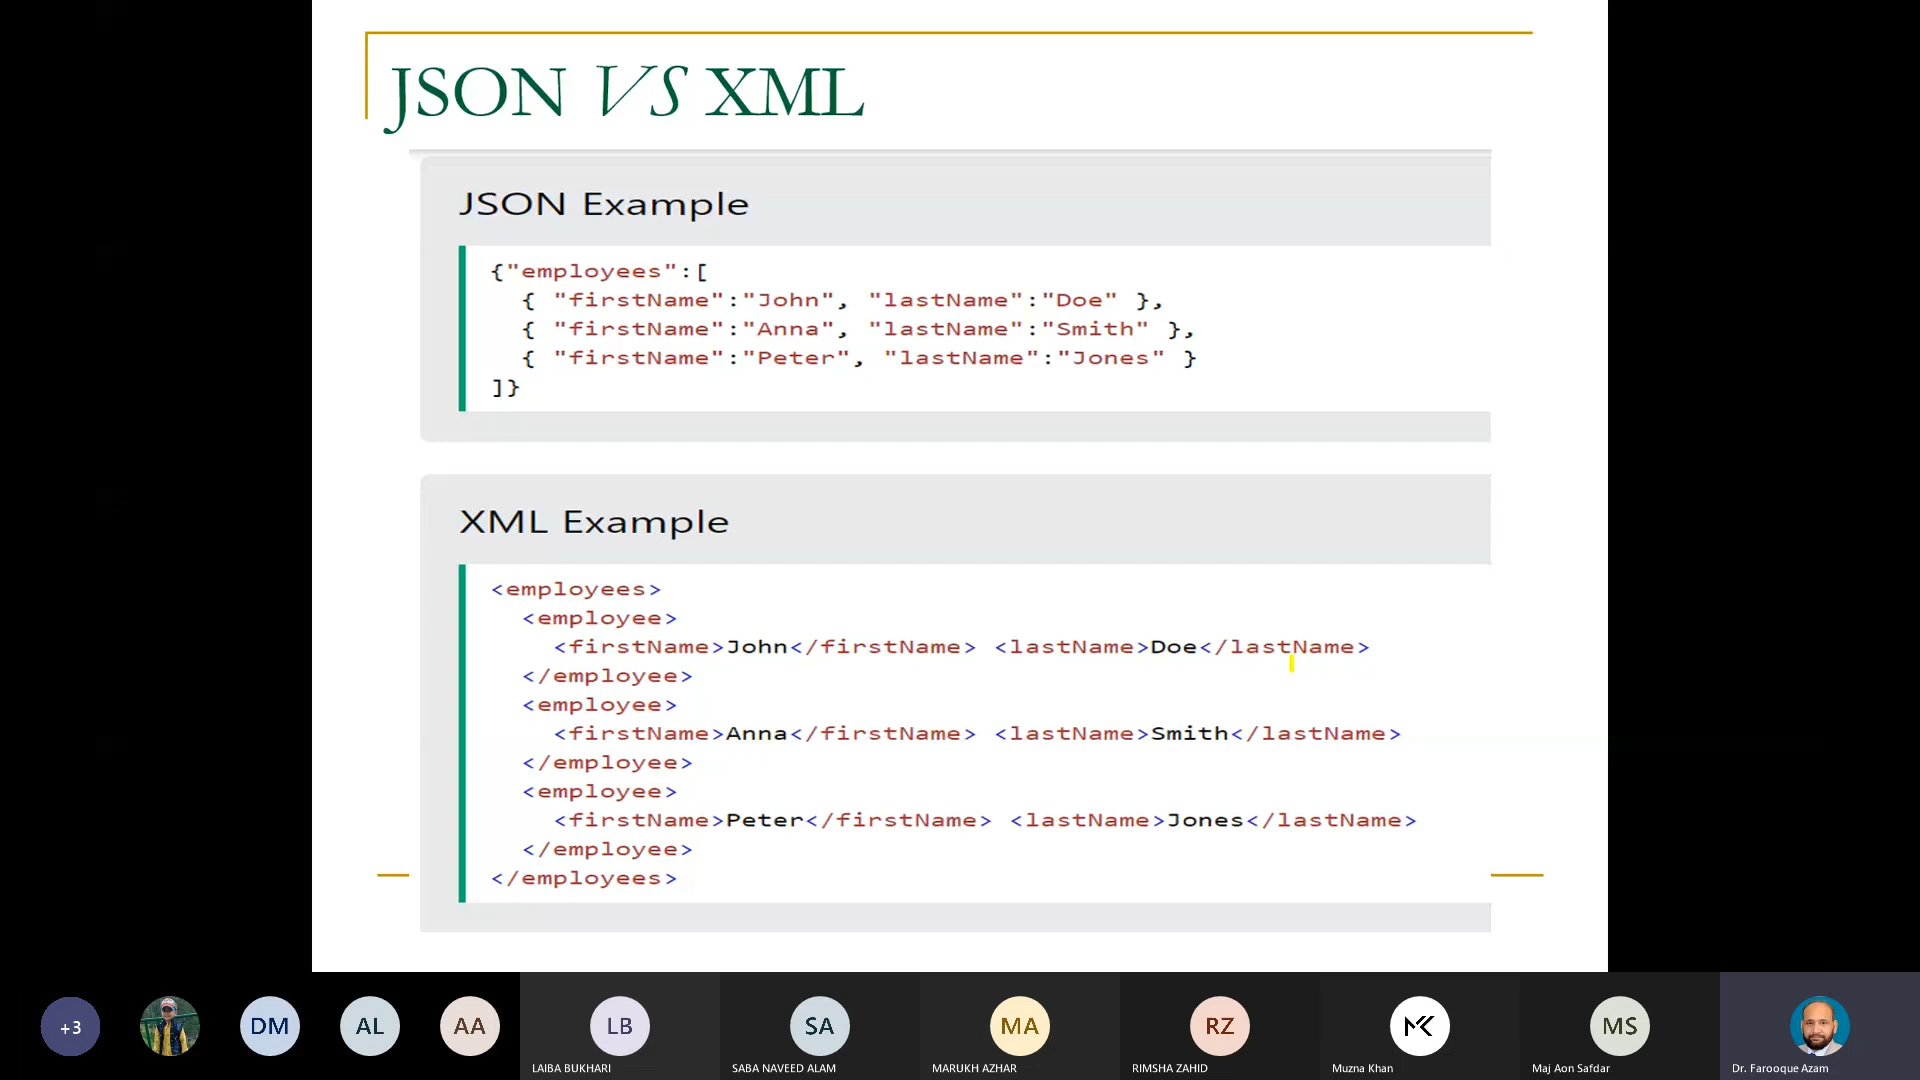 JSON VS XML
JSON Example
{"employees":[
  { "firstName":"John", "lastName":"Doe" },
  { "firstName":"Anna", "lastName":"Smith" },
  { "firstName":"Peter", "lastName":"Jones" }
]}
XML Example
<employees>
  <employee>
    <firstName>John</firstName> <lastName>Doe</lastName>
  </employee>
  <employee>
    <firstName>Anna</firstName> <lastName>Smith</lastName>
  </employee>
  <employee>
    <firstName>Peter</firstName> <lastName>Jones</lastName>
  </employee>
</employees>
+3 DM AL AA LB SA MA RZ MK MS
LAIBA BUKHARI SABA NAVEED ALAM MARUKH AZHAR RIMSHA ZAHID Muzna Khan Maj Aon Safdar Dr. Farooque Azam